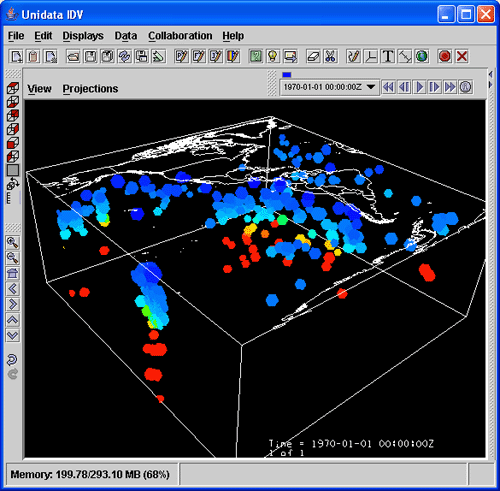 Unidata IDV
File Edit Displays Data Collaboration Help
View Projections
1970-01-01 00:00:00Z
Time = 1970-01-01 00:00:00Z
1 of 1
Memory: 199.78/293.10 MB (68%)